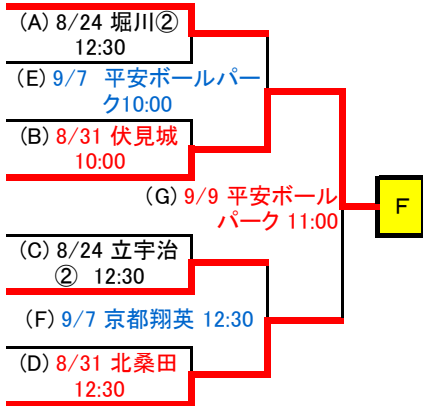 (A) 8/24 堀川②
12:30
(E) 9/7 平安ボールパー
ク10:00
(B) 8/31 伏見城
10:00
(G) 9/9 平安ボール
パーク 11:00
F
(C) 8/24 立宇治
② 12:30
(F) 9/7 京都翔英 12:30
(D) 8/31 北桑田
12:30